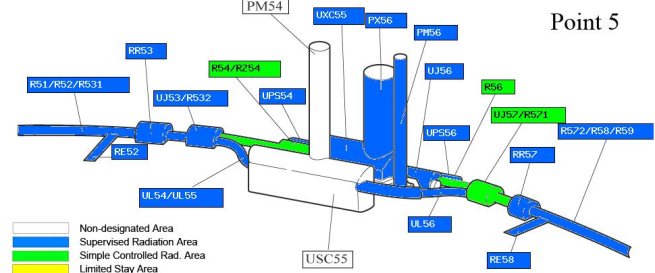 PM54
UXC55
PX56
Point 5
PM56
RR53
R54/RZ54
UJ56
R51/R52/R531
UJ53/R532
UPS54
R56
UJ57/R571
UPS56
R572/R58/R59
RE52
RR57
UL54/UL55
UL56
Non-designated Area
Supervised Radiation Area
USC55
RE58
Simple Controlled Rad. Area
Limited Stay Area